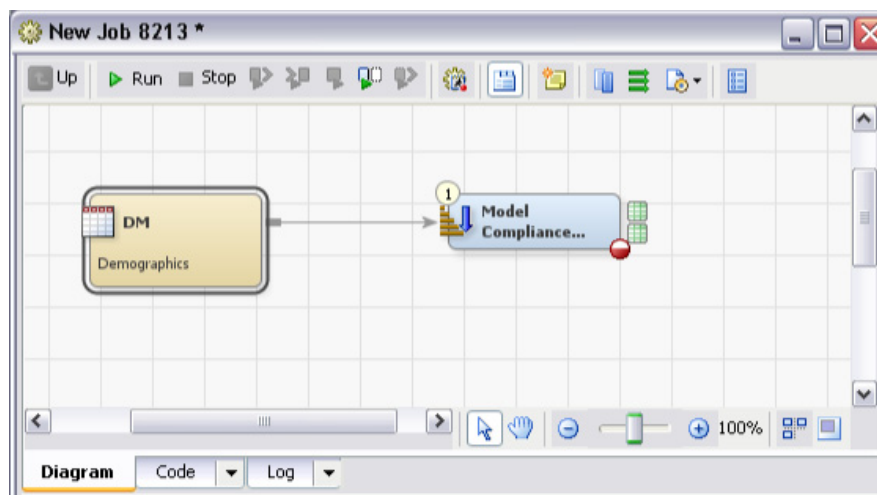 New Job 8213 *
Up Run Stop
1
DM
Demographics
Model
Compliance...
100%
Diagram Code Log